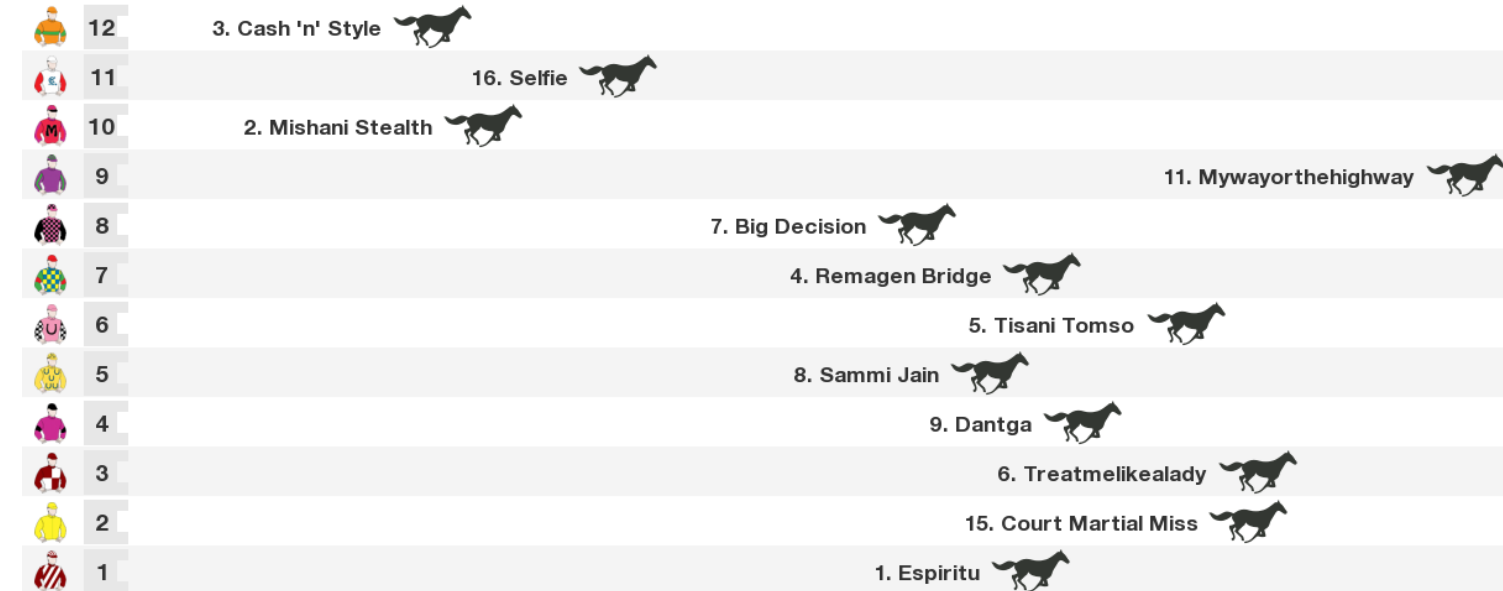 12 3. Cash 'n' Style
11 16. Selfie
10 2. Mishani Stealth
9 11. Mywayorthehighway
8 7. Big Decision
7 4. Remagen Bridge
6 5. Tisani Tomso
5 8. Sammi Jain
4 9. Dantga
3 6. Treatmelikealady
2 15. Court Martial Miss
1 1. Espiritu